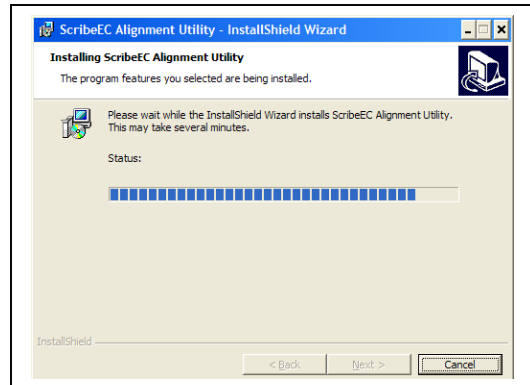 ScribeEC Alignment Utility - InstallShield Wizard
Installing ScribeEC Alignment Utility
The program features you selected are being installed.
Please wait while the InstallShield Wizard installs ScribeEC Alignment Utility.
This may take several minutes.
Status:
InstallShield
< Back Next > Cancel